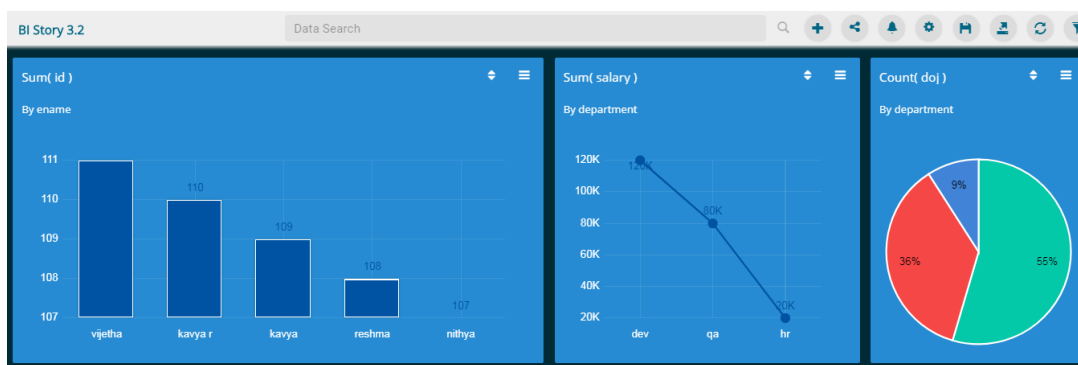 BI Story 3.2
Data Search
Sum( id )
By ename
111
110
109
108
107
110
109
108
107
vijetha
kavya r
kavya
reshma
nithya
Sum( salary )
By department
120K
100K
80K
60K
40K
20K
120K
80K
20K
dev
qa
hr
Count( doj )
By department
9%
36%
55%